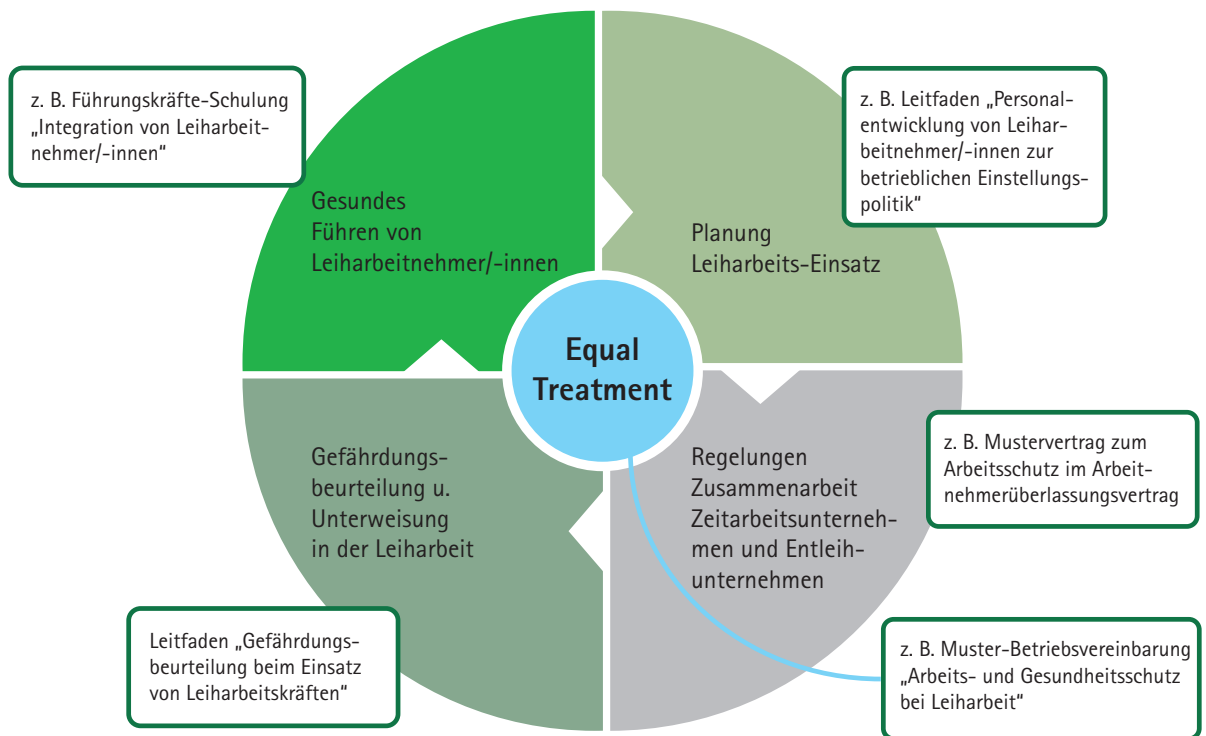 z. B. Führungskräfte-Schulung
„Integration von Leiharbeit-
nehmer/-innen“
z. B. Leitfaden „Personal-
entwicklung von Leihar-
beitnehmer/-innen zur
betrieblichen Einstellungs-
politik“
Gesundes
Führen von
Leiharbeitnehmer/-innen
Planung
Leiharbeits-Einsatz
Equal
Treatment
Gefährdungs-
beurteilung u.
Unterweisung
in der Leiharbeit
Regelungen
Zusammenarbeit
Zeitarbeitsunterneh-
men und Entleih-
unternehmen
z. B. Mustervertrag zum
Arbeitsschutz im Arbeit-
nehmerüberlassungsvertrag
Leitfaden „Gefährdungs-
beurteilung beim Einsatz
von Leiharbeitskräften“
z. B. Muster-Betriebsvereinbarung
„Arbeits- und Gesundheitsschutz
bei Leiharbeit“